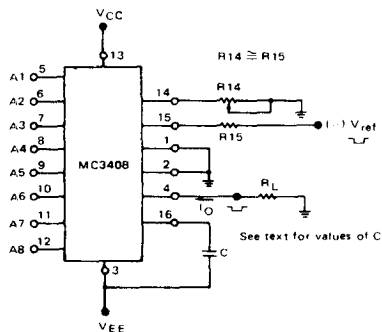 VCC
13
R14 ≅ R15
A1 5
14
R14
A2 6
15
(−) Vref
A3 7
R15
A4 8
1
A5 9
MC3408
2
A6 10
4
RL
IO
A7 11
16
See text for values of C
A8 12
C
3
VEE